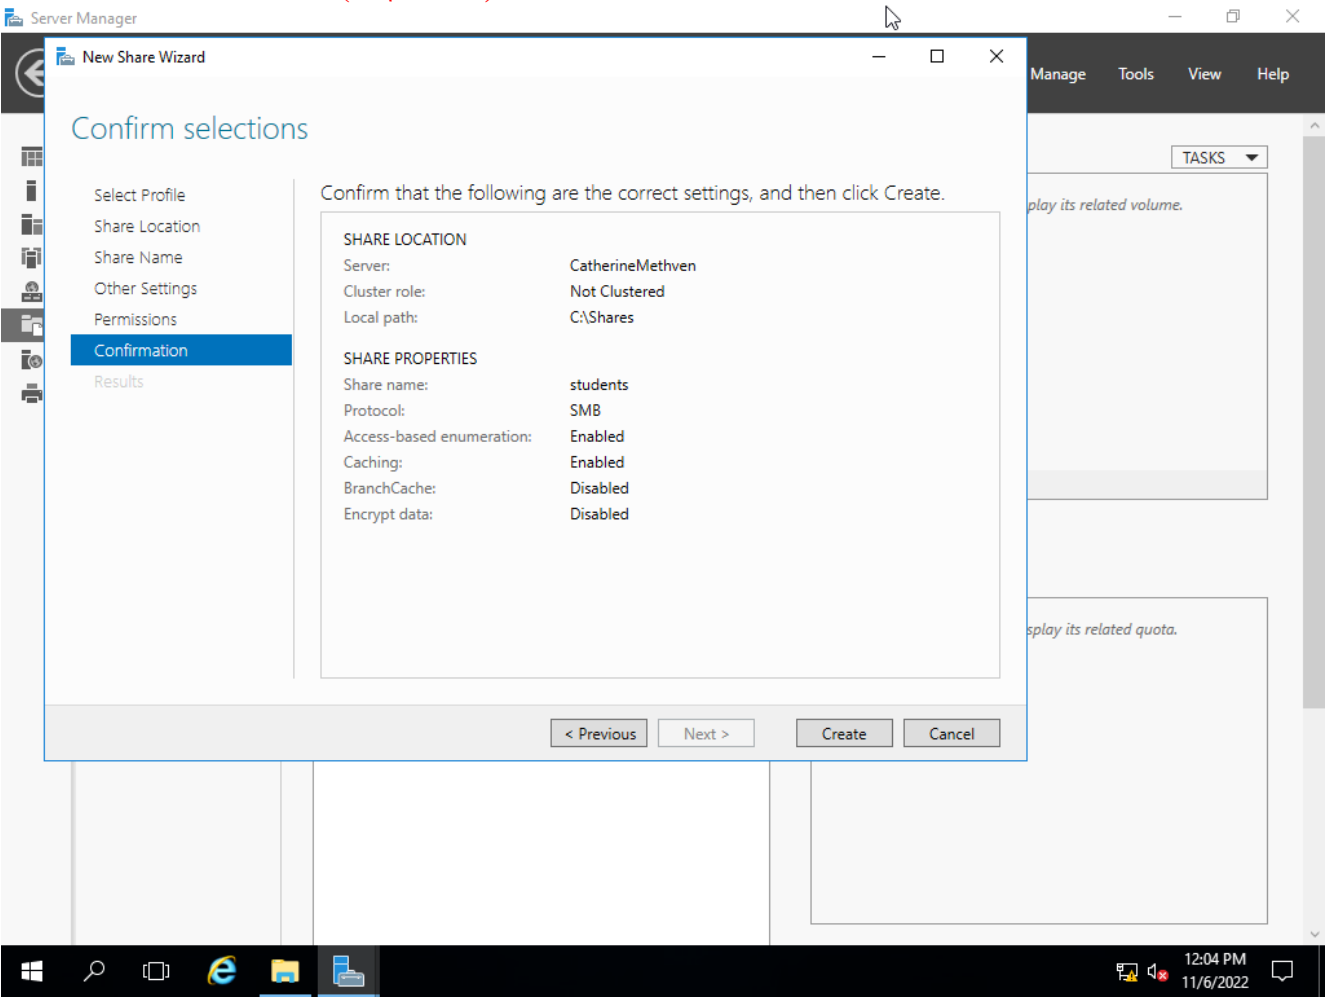 Server Manager
New Share Wizard
Manage Tools View Help
Confirm selections
TASKS
Select Profile
Share Location
Share Name
Other Settings
Permissions
Confirmation
Results
Confirm that the following are the correct settings, and then click Create.
SHARE LOCATION
Server: CatherineMethven
Cluster role: Not Clustered
Local path: C:\Shares
SHARE PROPERTIES
Share name: students
Protocol: SMB
Access-based enumeration: Enabled
Caching: Enabled
BranchCache: Disabled
Encrypt data: Disabled
play its related volume.
splay its related quota.
< Previous Next > Create Cancel
12:04 PM
11/6/2022